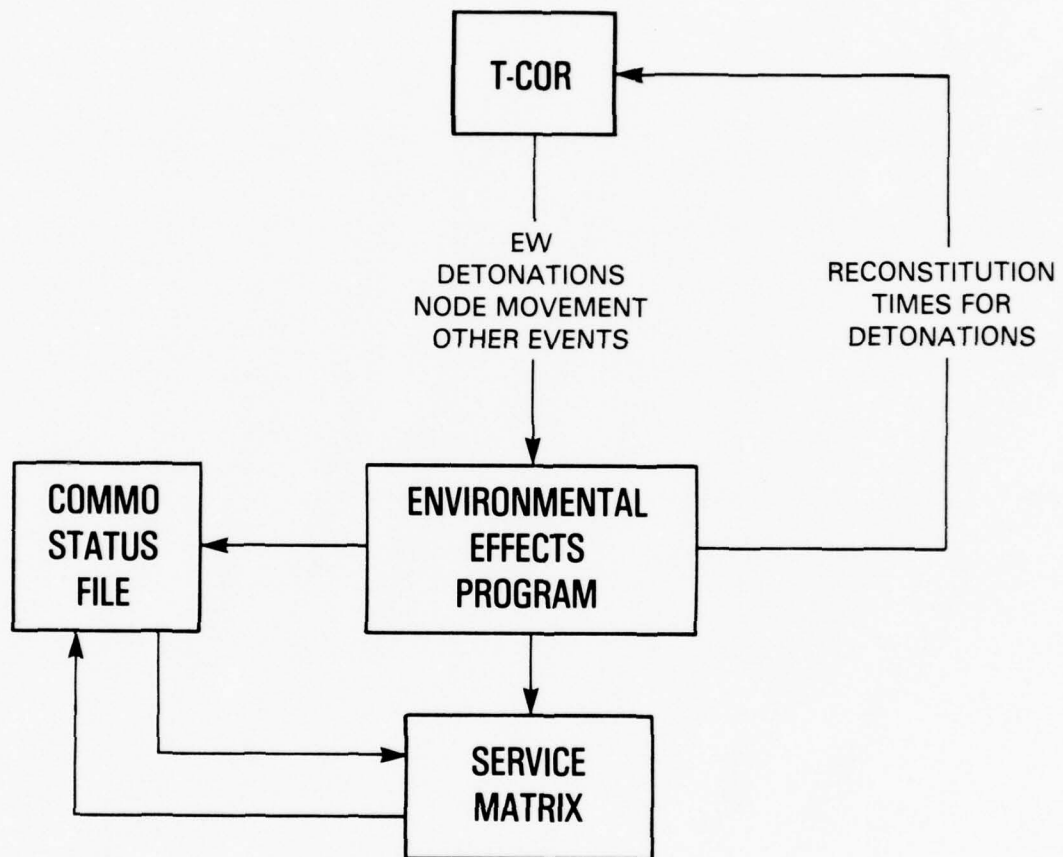 T-COR
EW
DETONATIONS
NODE MOVEMENT
OTHER EVENTS
RECONSTITUTION
TIMES FOR
DETONATIONS
COMMO
STATUS
FILE
ENVIRONMENTAL
EFFECTS
PROGRAM
SERVICE
MATRIX